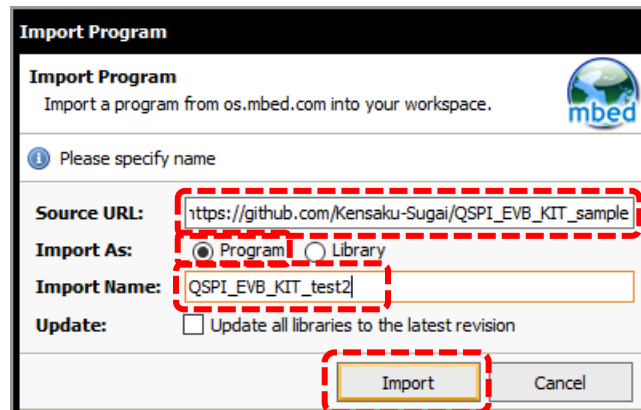 Import Program
Import Program
Import a program from os.mbed.com into your workspace.
mbed
Please specify name
Source URL: https://github.com/Kensaku-Sugai/QSPI_EVB_KIT_sample
Import As: Program Library
Import Name: QSPI_EVB_KIT_test2
Update: Update all libraries to the latest revision
Import Cancel